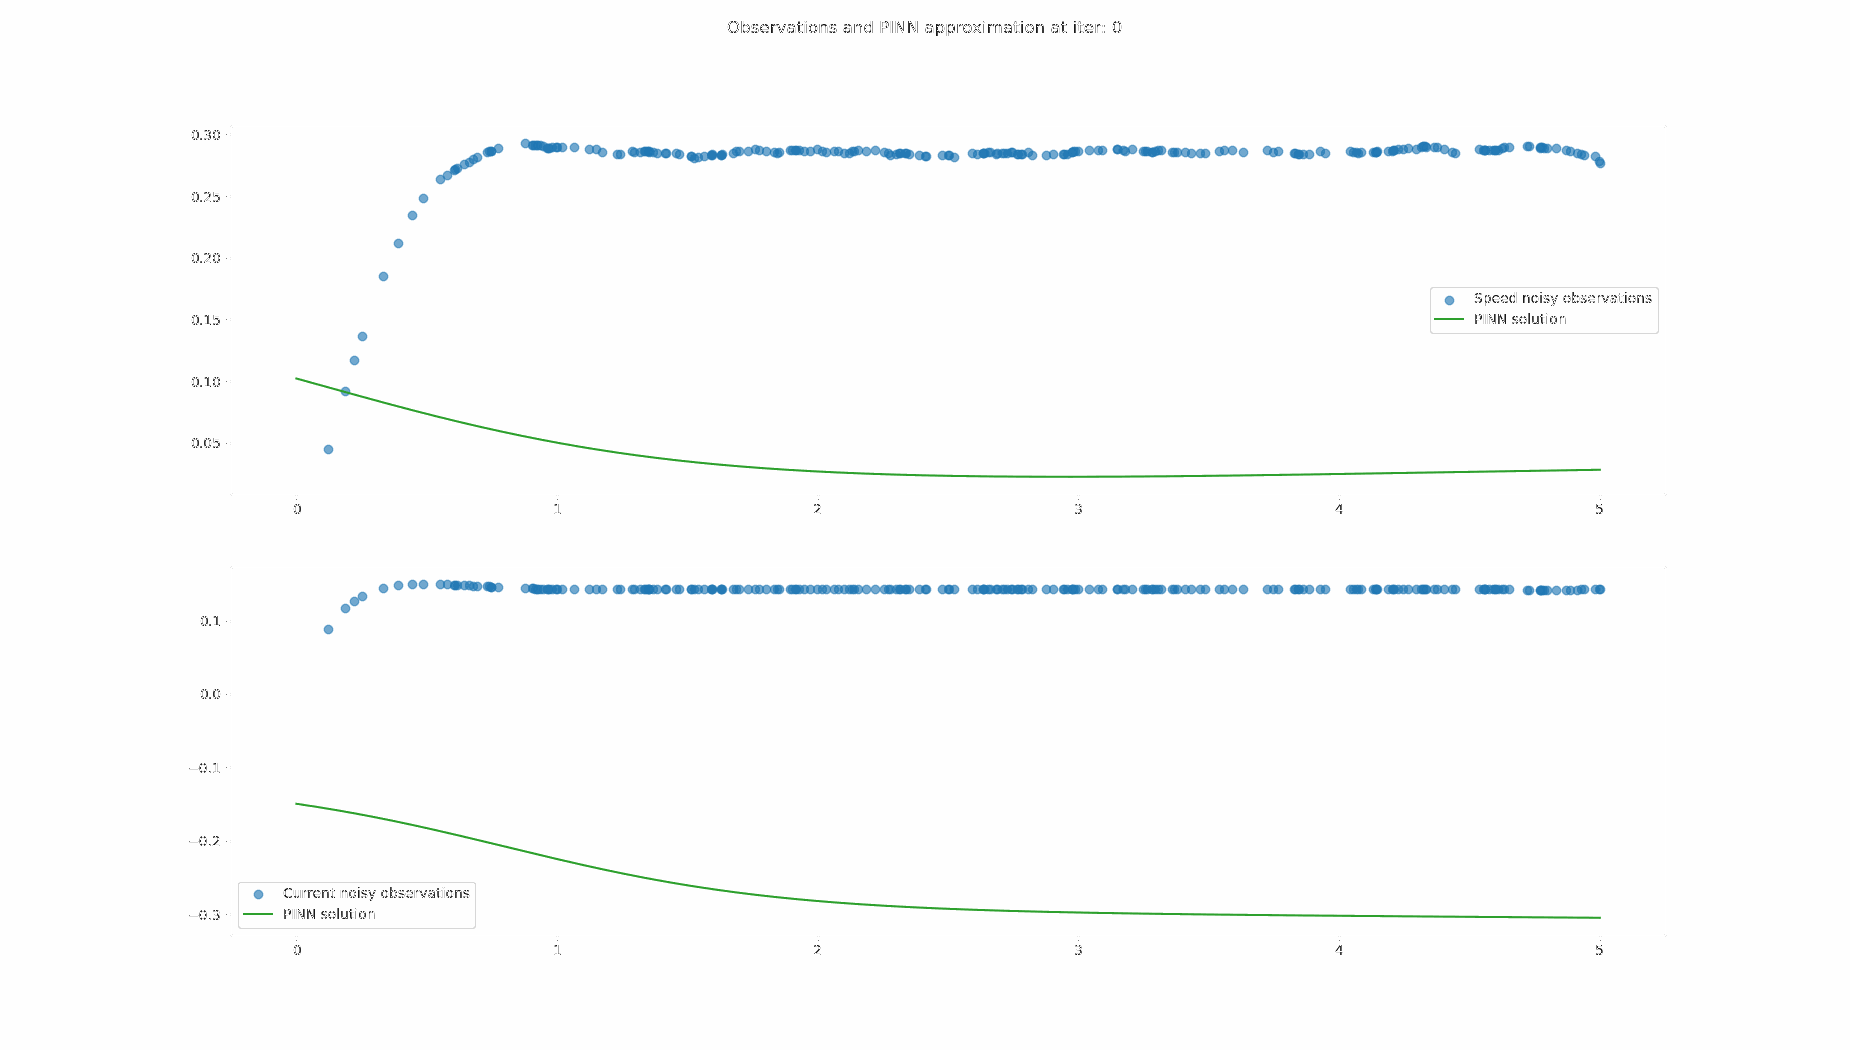 Observations and PINN approximation at iter: 0
0.30
0.25
0.20
0.15
0.10
0.05
Speed noisy observations
PINN solution
0 1 2 3 4 5
0.1
0.0
−0.1
−0.2
−0.3
Current noisy observations
PINN solution
0 1 2 3 4 5